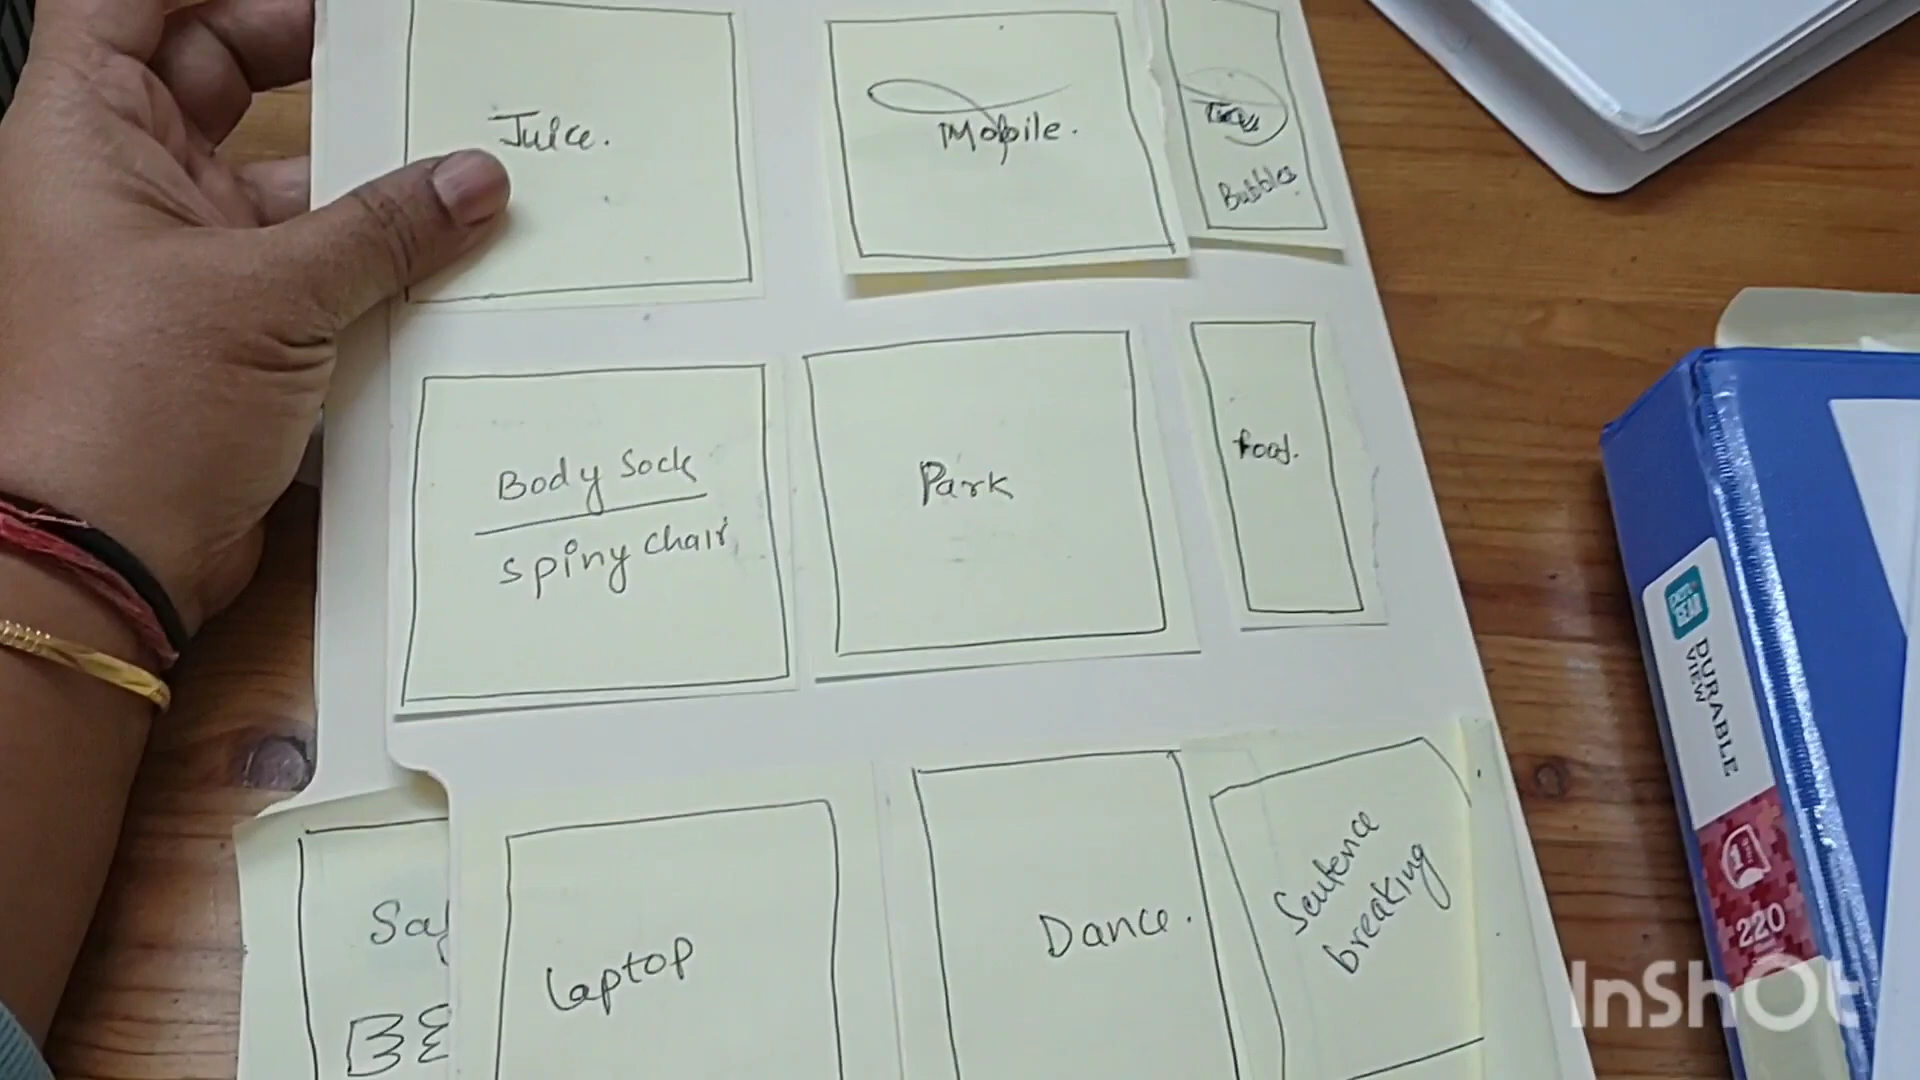 Juice.
Mobile.
Bubbles
Body Sock
spiny chair
Park
Food.
Laptop
Dance.
Sentence
breaking
DURABLE
VIEW
220
InShOt